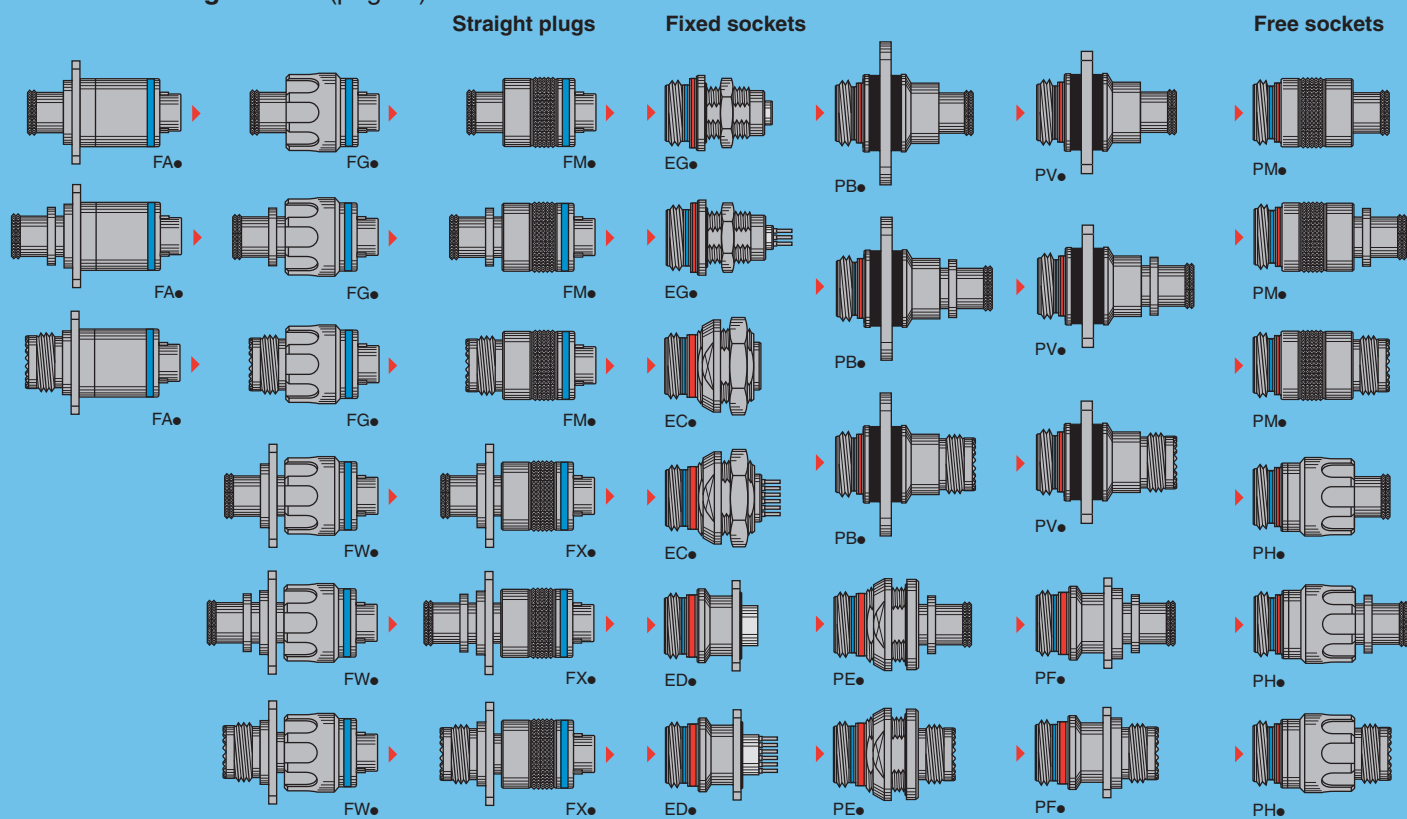 Straight plugs Fixed sockets Free sockets
FA● FG● FM● EG● PB● PV● PM●
FA● FG● FM● EG● PB● PV● PM●
FA● FG● FM● EC● PM●
FW● FX● EC● PB● PV● PH●
FW● FX● ED● PE● PF● PH●
FW● FX● ED● PE● PF● PH●